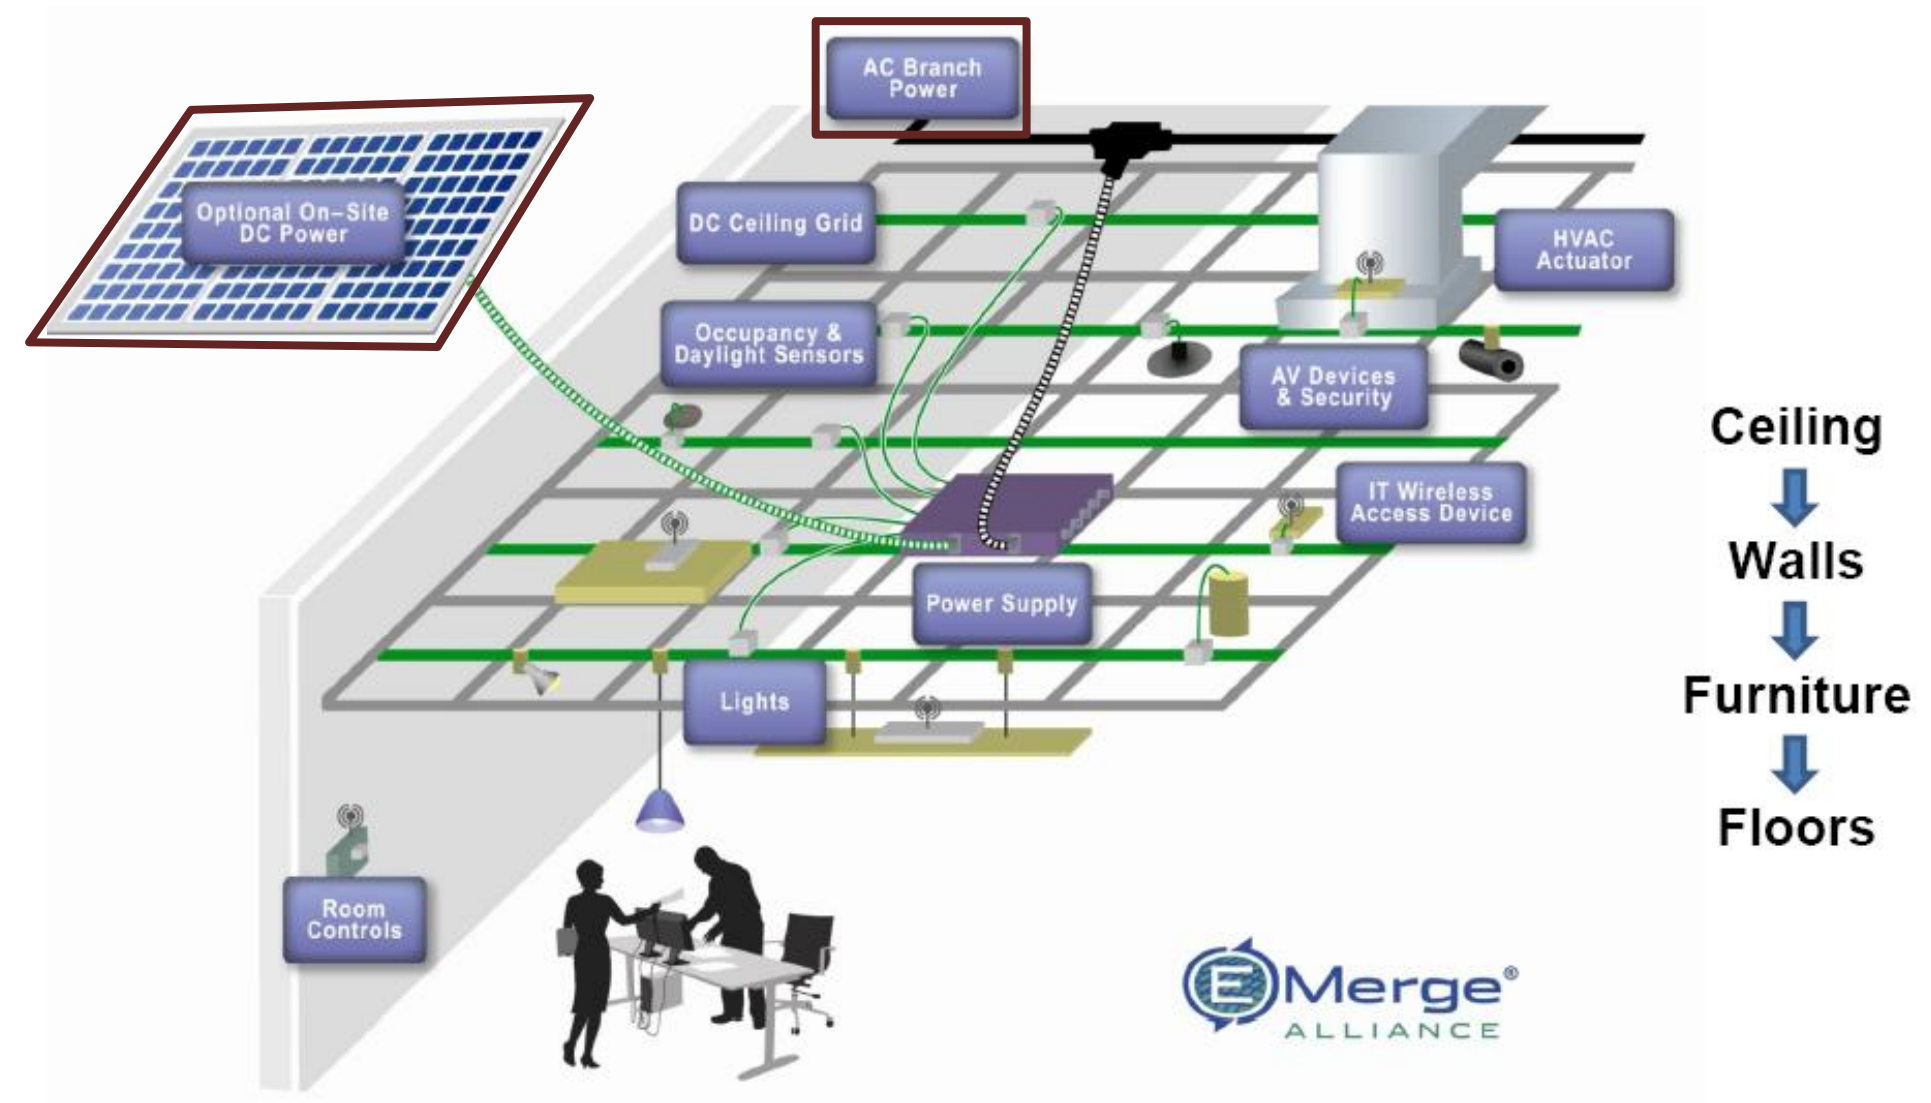 AC Branch
Power
Optional On-Site
DC Power
DC Ceiling Grid
HVAC
Actuator
Occupancy &
Daylight Sensors
AV Devices
& Security
IT Wireless
Access Device
Power Supply
Lights
Room
Controls
Ceiling
Walls
Furniture
Floors
EMerge®
ALLIANCE